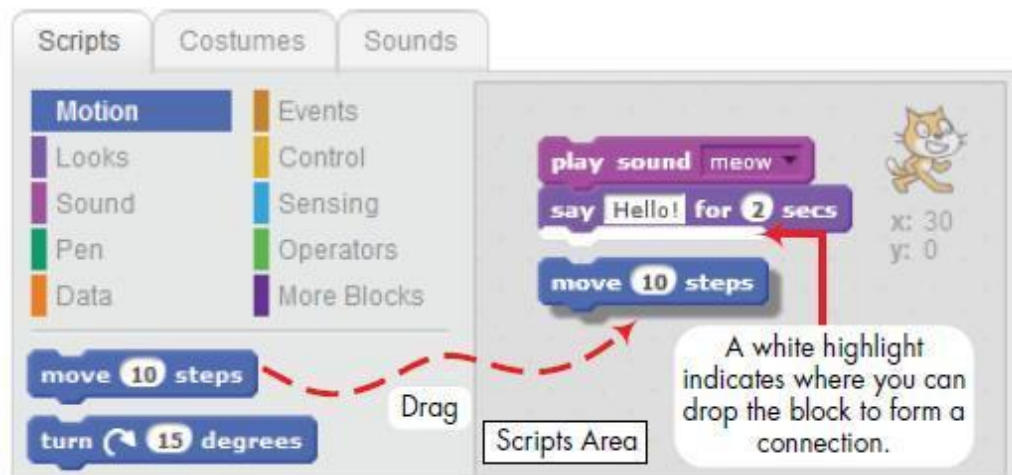 Scripts Costumes Sounds
Motion Events
Looks Control
Sound Sensing
Pen Operators
Data More Blocks
move 10 steps
turn 15 degrees
Drag
play sound meow
say Hello! for 2 secs
move 10 steps
x: 30
y: 0
Scripts Area
A white highlight
indicates where you can
drop the block to form a
connection.